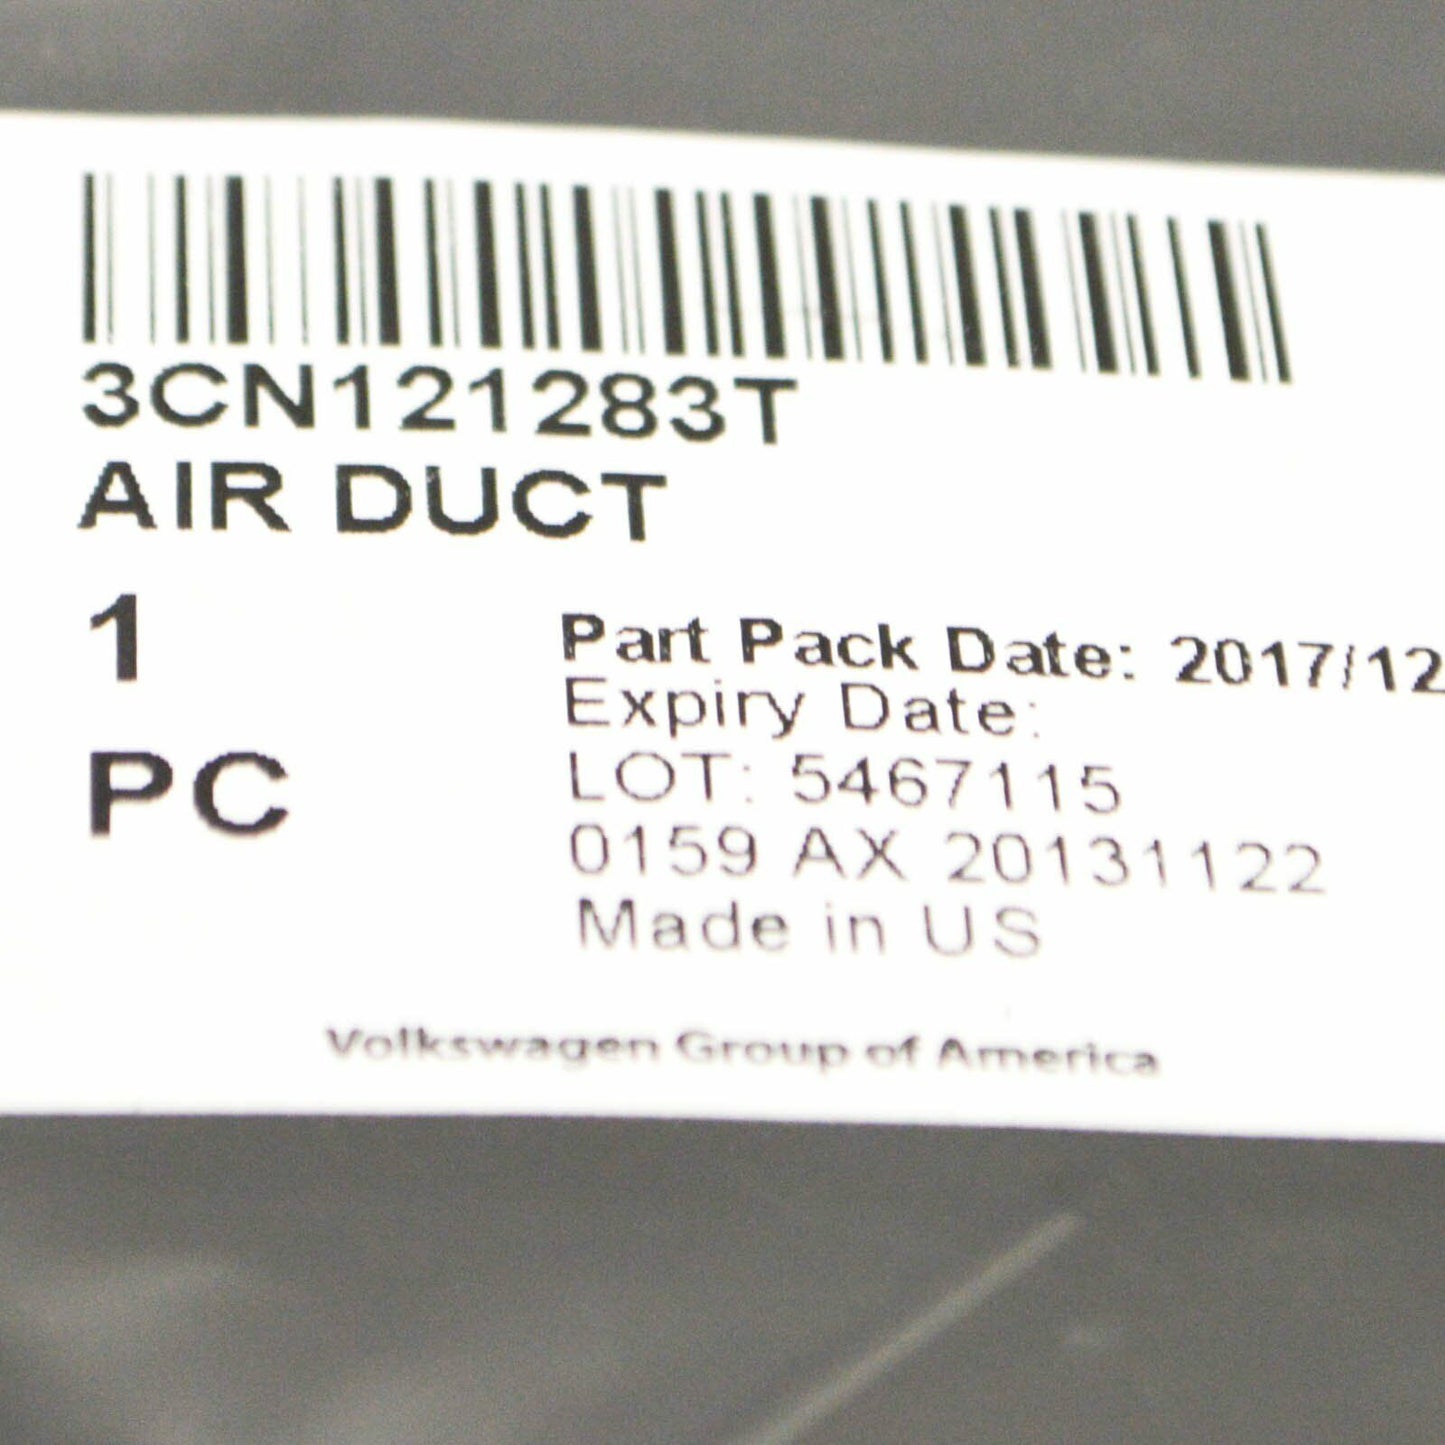 3CN121283T
AIR DUCT
1
PC
Part Pack Date: 2017/12
Expiry Date:
LOT: 5467115
0159 AX 20131122
Made in US
Volkswagen Group of America